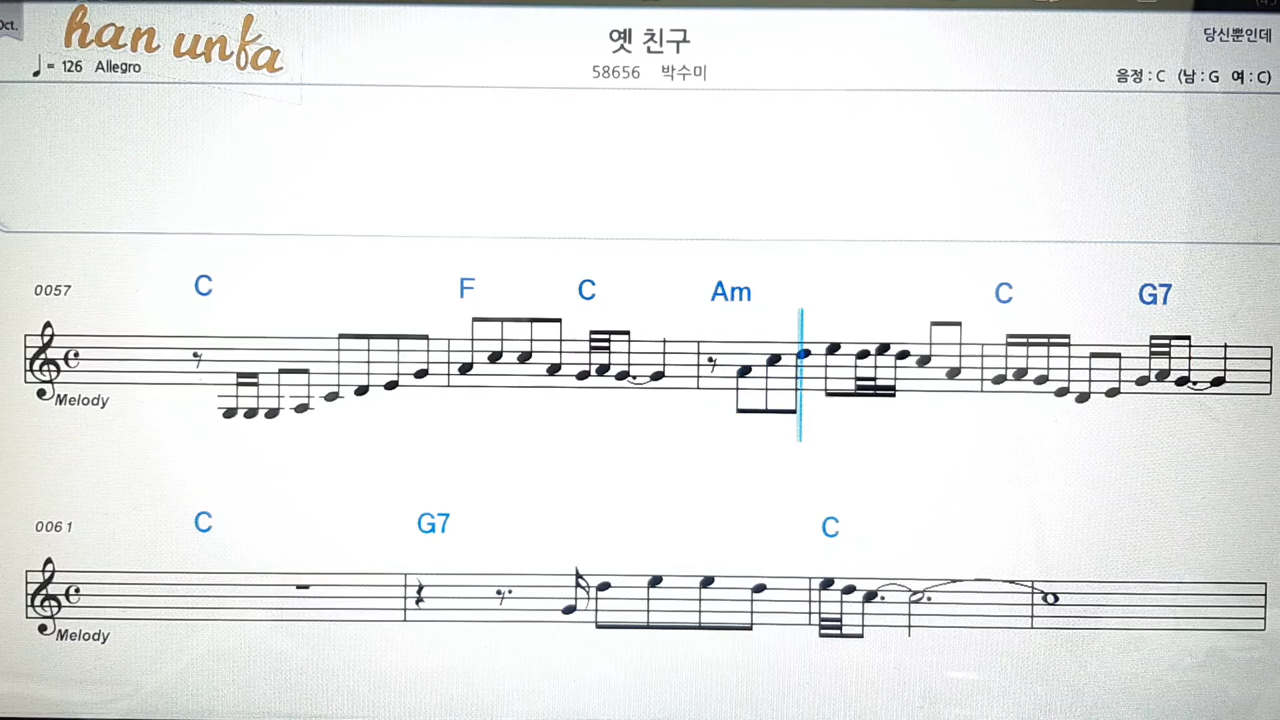 Oct.
han unfa
옛 친구
당신뿐인데
= 126 Allegro
58656 박수미
음정 : C (남 : G 여 : C)
0057
C F C Am C G7
Melody
0061
C G7 C
Melody